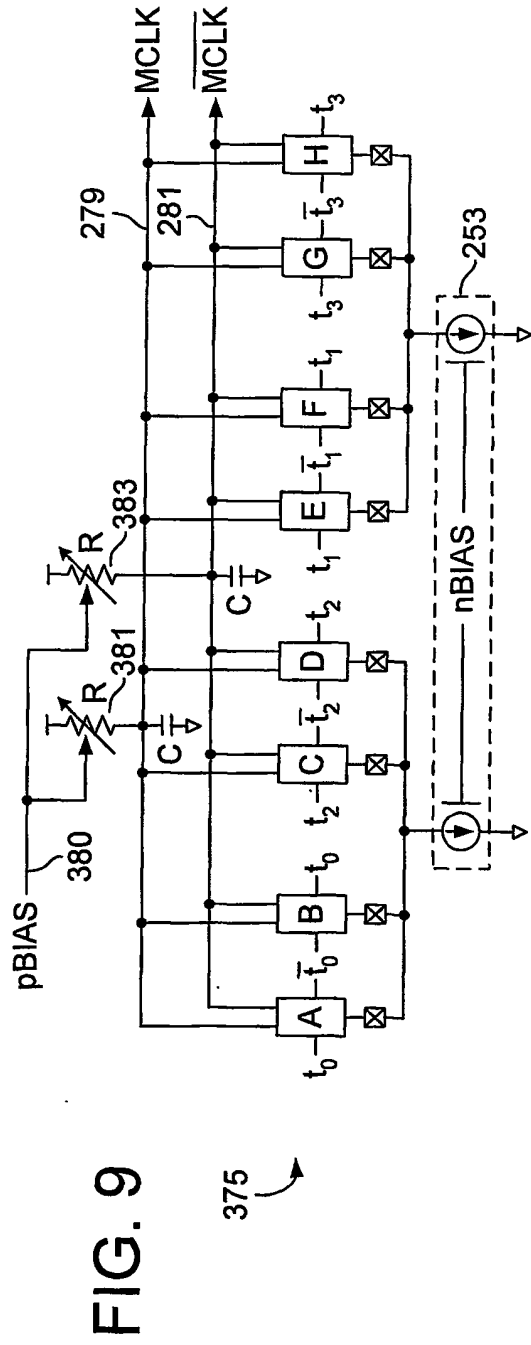 FIG. 9
375
pBIAS
380
R
381
R
383
279
MCLK
281
M̅C̅L̅K̅
C
C
t₀ A t̅₀ B t₀
t₂ C t̅₂ D t₂
t₁ E t̅₁ F t₁
t₃ G t̅₃ H t₃
nBIAS
253